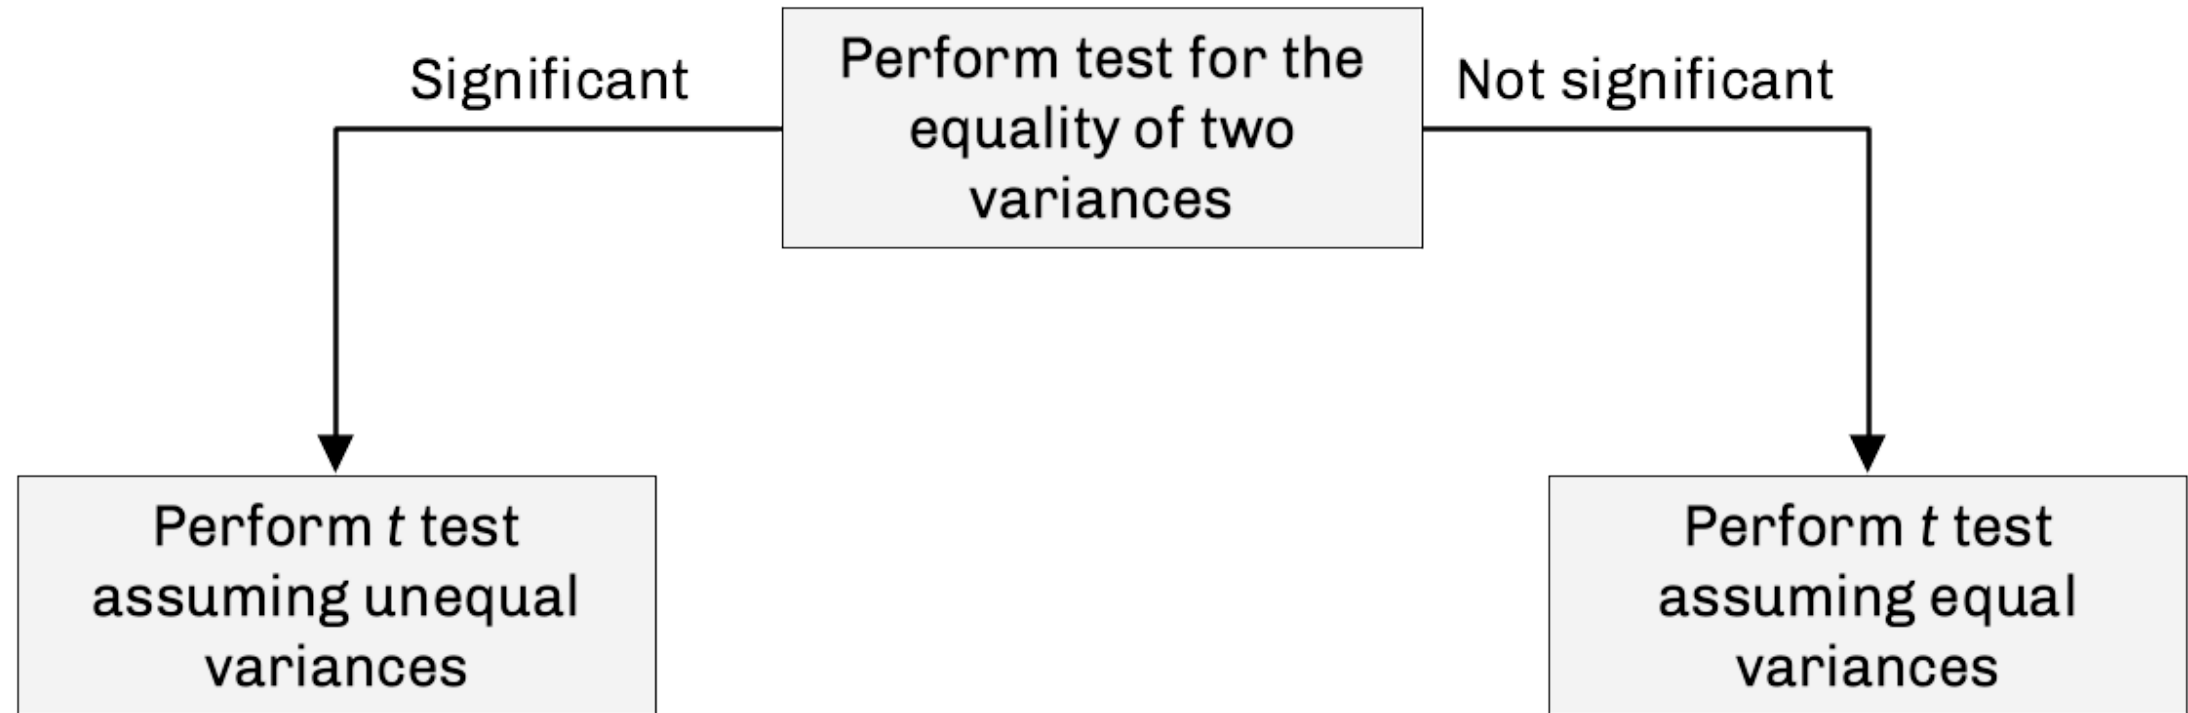 Perform test for the
equality of two
variances
Significant
Not significant
Perform t test
assuming unequal
variances
Perform t test
assuming equal
variances